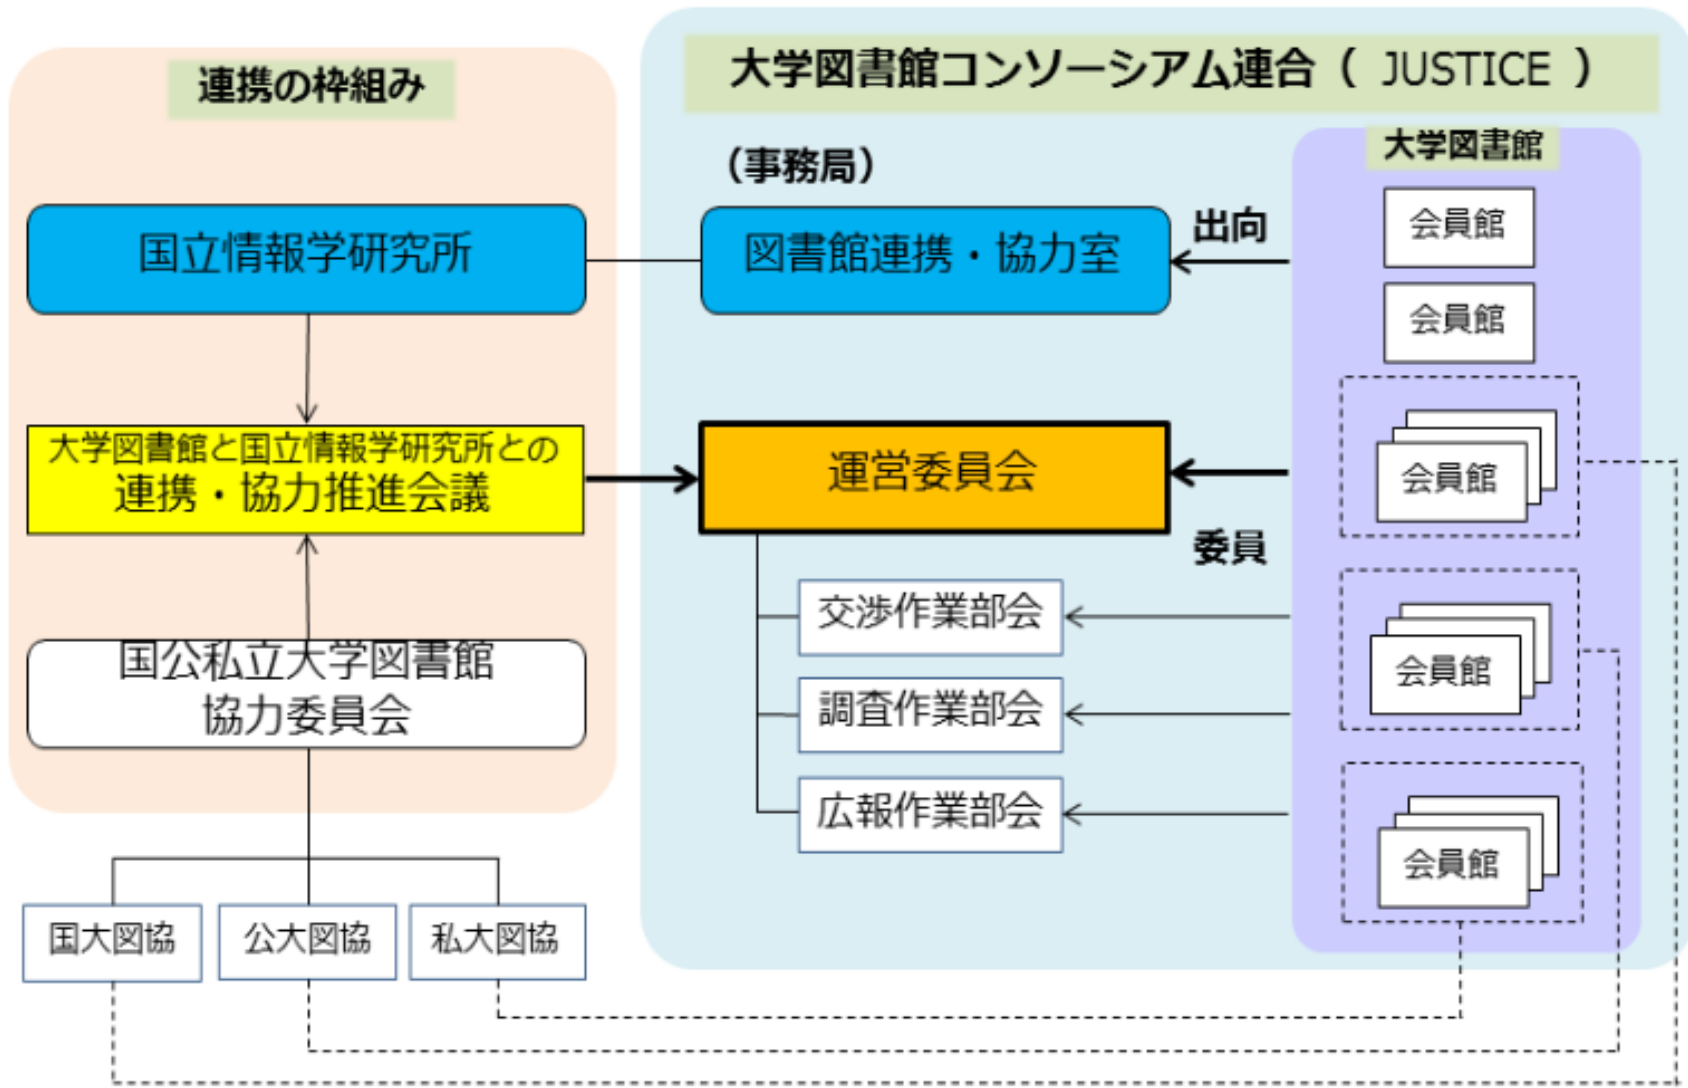 連携の枠組み
国立情報学研究所
大学図書館と国立情報学研究所との
連携・協力推進会議
国公私立大学図書館
協力委員会
国大図協
公大図協
私大図協
大学図書館コンソーシアム連合（ JUSTICE ）
（事務局）
図書館連携・協力室
出向
運営委員会
委員
交渉作業部会
調査作業部会
広報作業部会
大学図書館
会員館
会員館
会員館
会員館
会員館